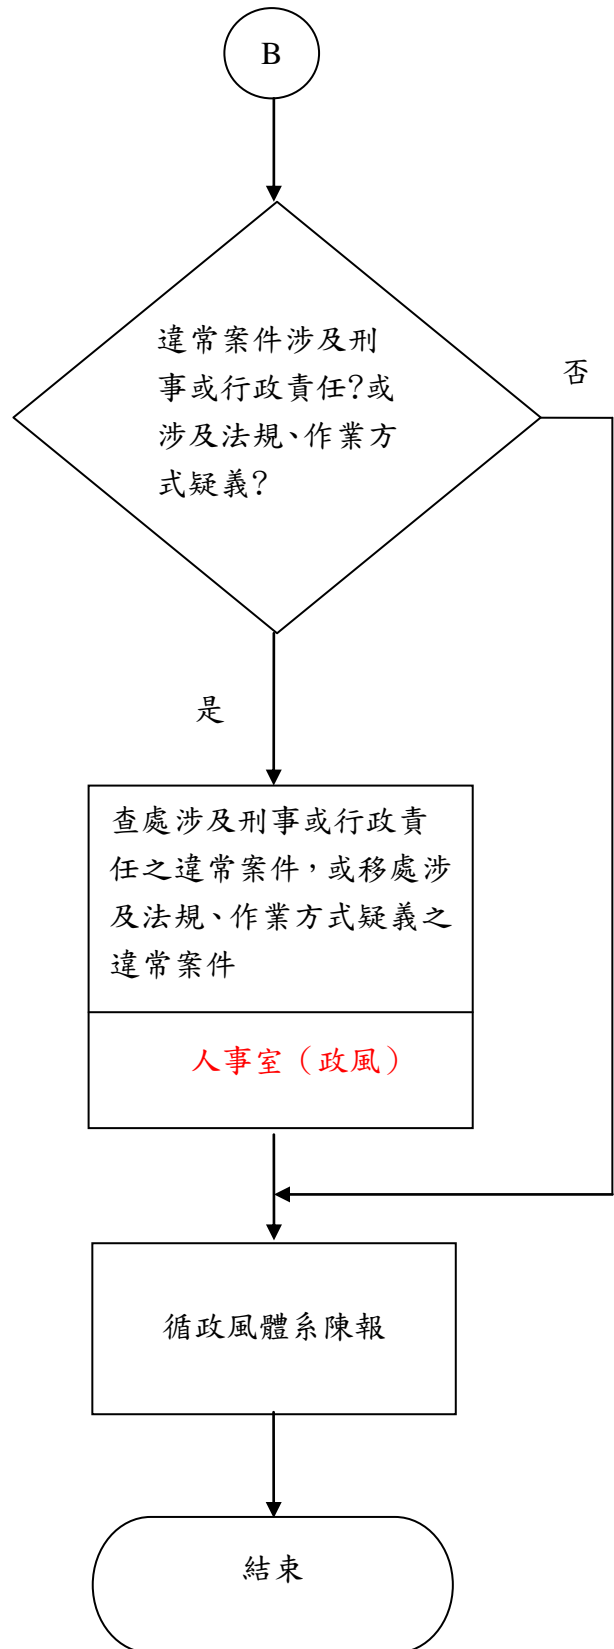 B
違常案件涉及刑
事或行政責任?或
涉及法規、作業方
式疑義?
否
是
查處涉及刑事或行政責
任之違常案件，或移處涉
及法規、作業方式疑義之
違常案件
人事室（政風）
循政風體系陳報
結束